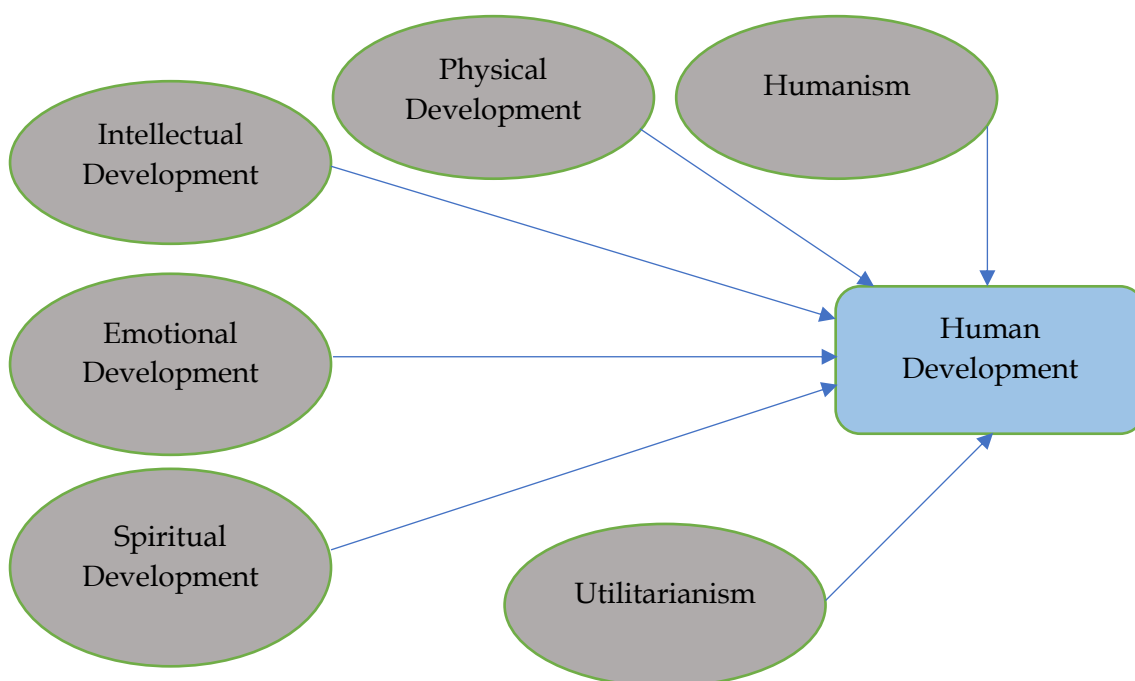 Physical
Development
Humanism
Intellectual
Development
Emotional
Development
Human
Development
Spiritual
Development
Utilitarianism